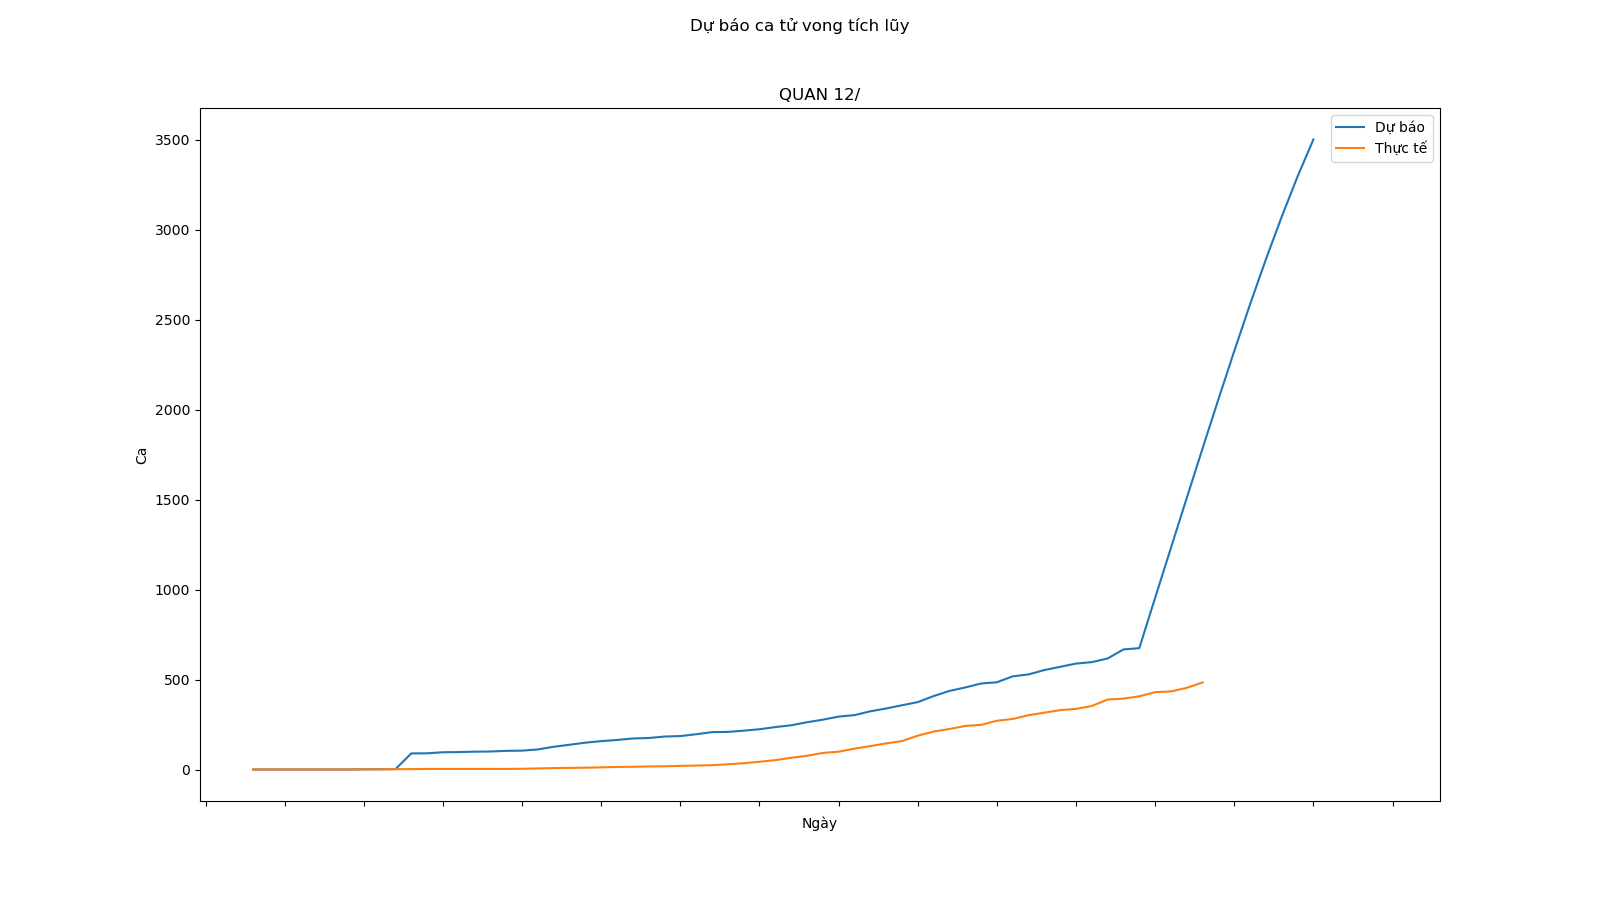 Dự báo ca tử vong tích lũy
QUAN 12/
Dự báo
Thực tế
3500
3000
2500
2000
1500
1000
500
0
Ca
Ngày